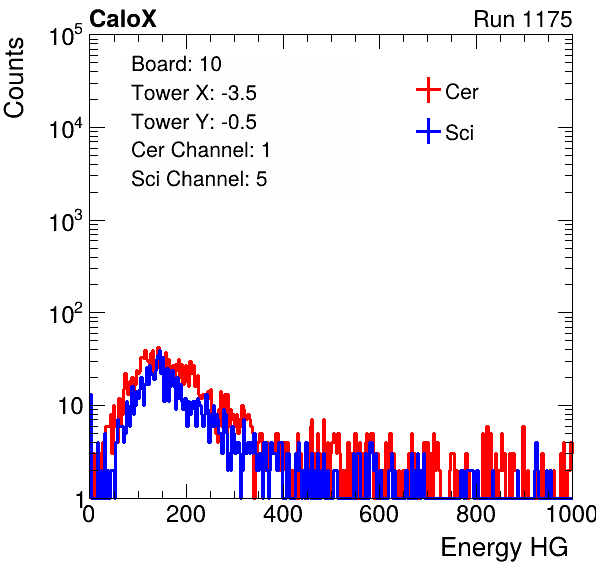 CaloX Run 1175
Counts
10^5
10^4
10^3
10^2
10
1
Board: 10
Tower X: -3.5
Tower Y: -0.5
Cer Channel: 1
Sci Channel: 5
Cer
Sci
0 200 400 600 800 1000
Energy HG